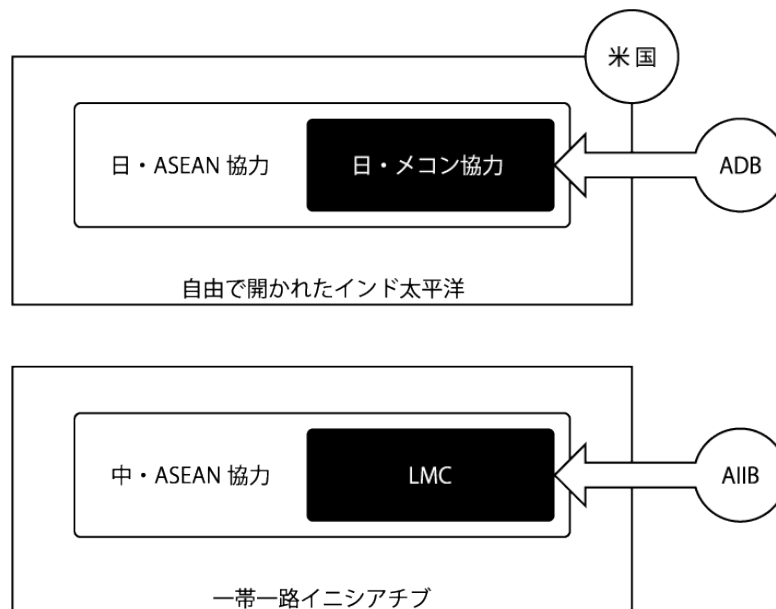 米国
日・ASEAN 協力
日・メコン協力
ADB
自由で開かれたインド太平洋
中・ASEAN 協力
LMC
AIIB
一帯一路イニシアチブ